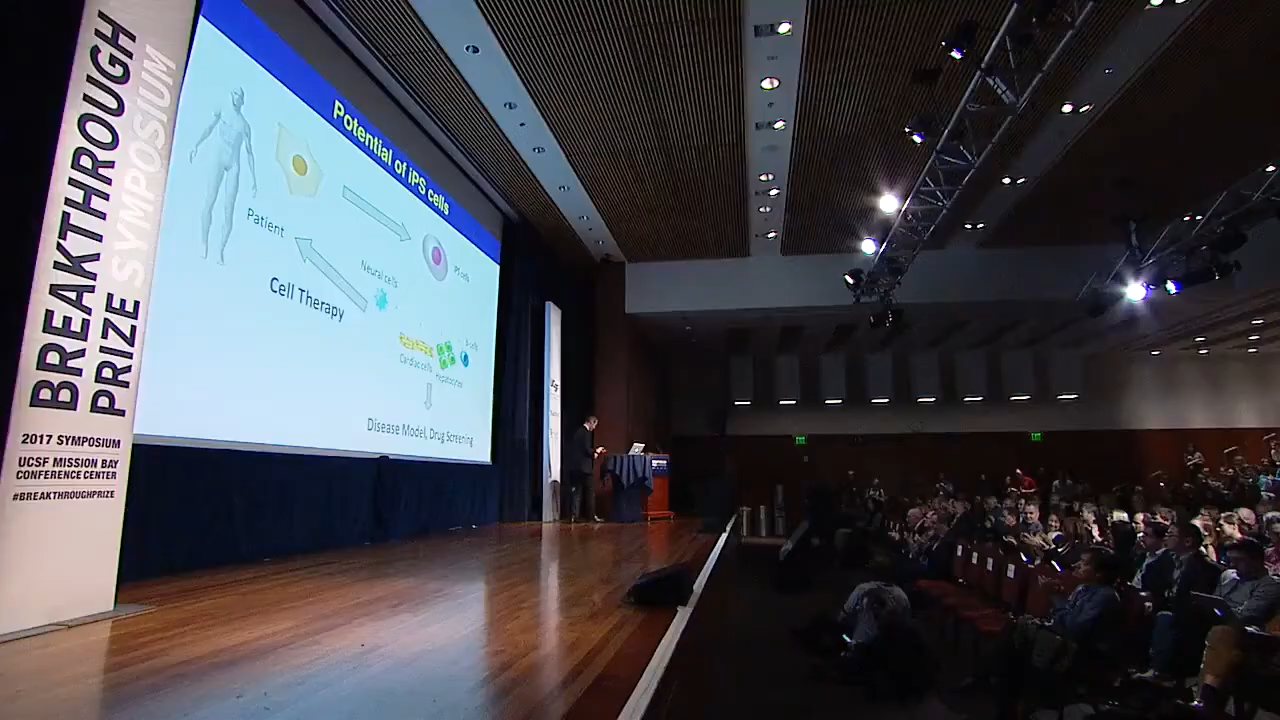 BREAKTHROUGH
PRIZE SYMPOSIUM
2017 SYMPOSIUM
UCSF MISSION BAY
CONFERENCE CENTER
#BREAKTHROUGHPRIZE
Potential of iPS cells
Patient
Neural cells
Cell Therapy
Cardiac cells
Hepatocytes
Disease Model, Drug Screening